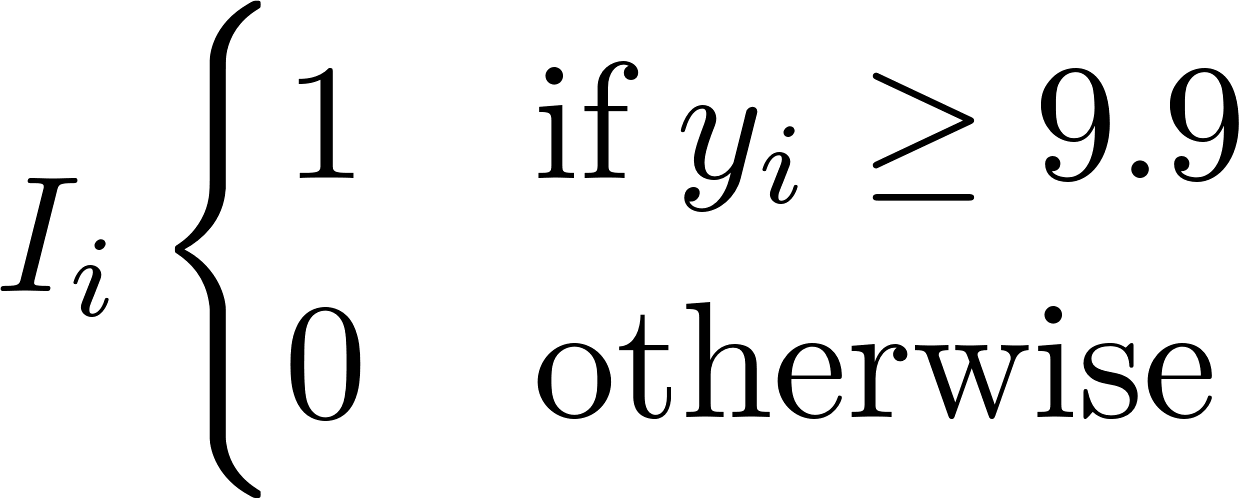 I_i { 1 if y_i ≥ 9.9
0 otherwise